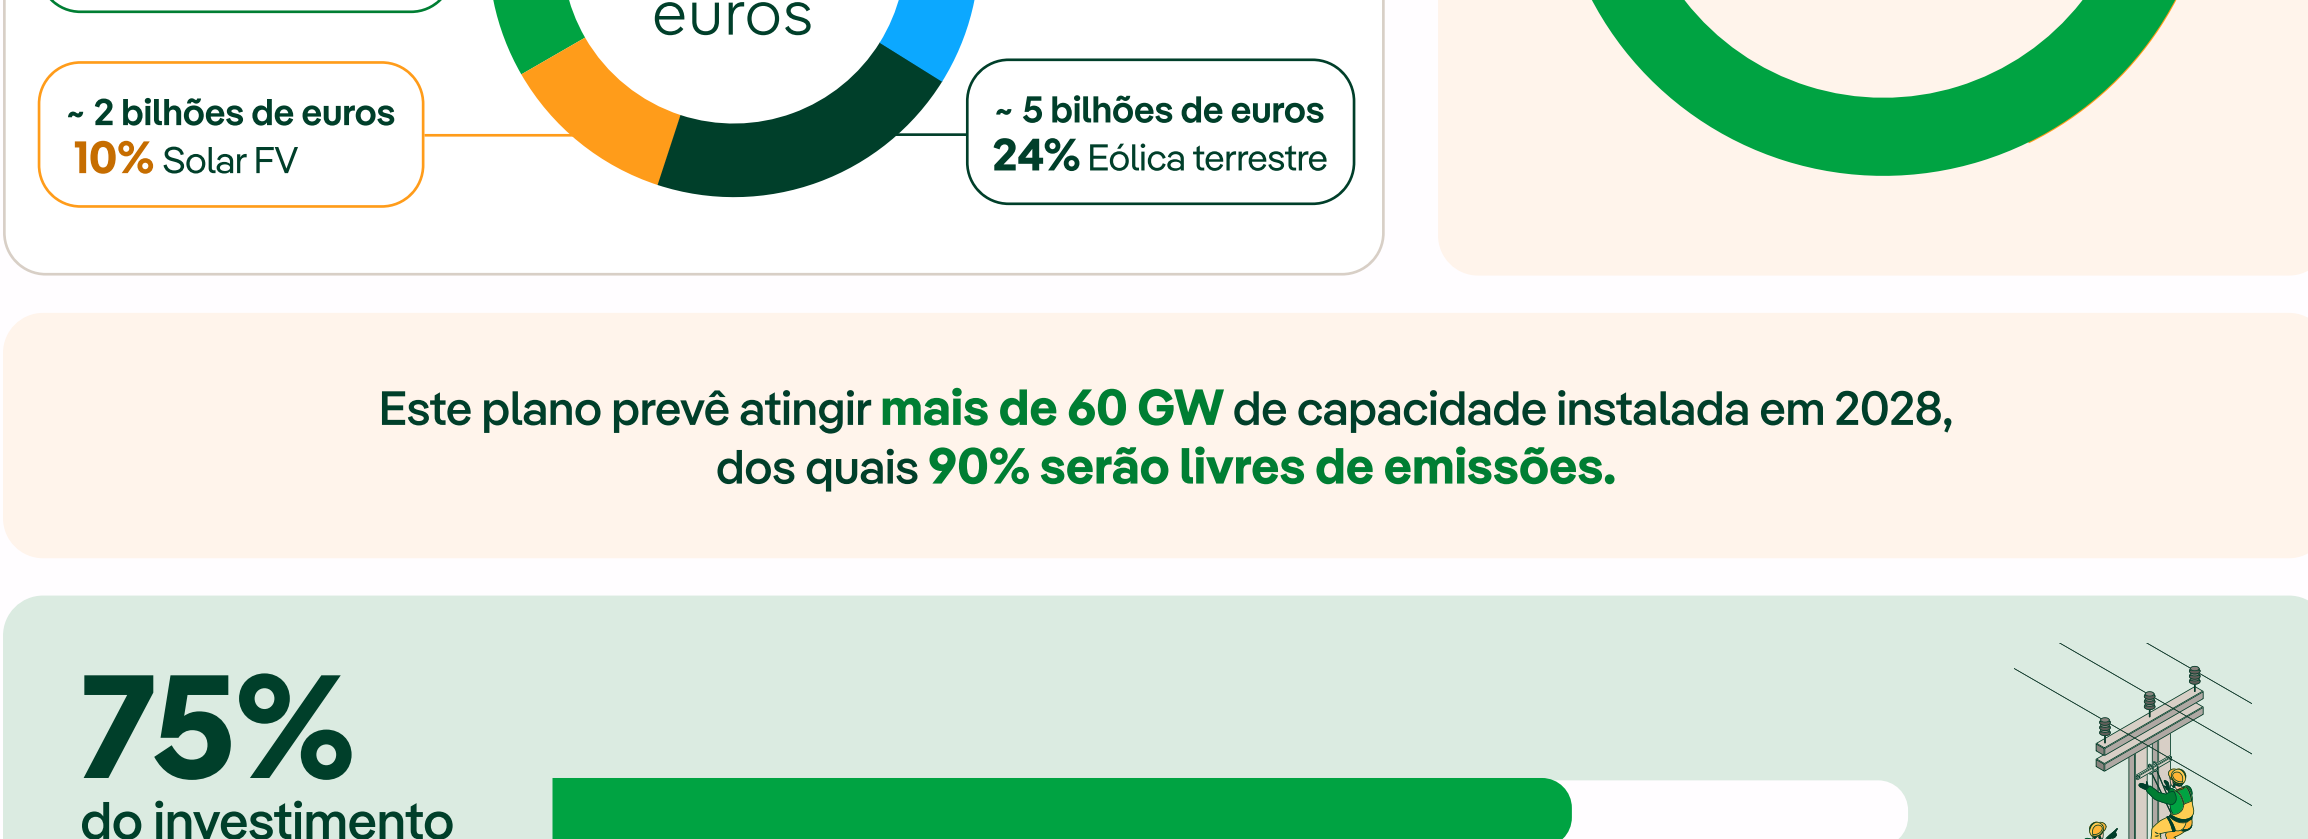 euros
~ 2 bilhões de euros
10% Solar FV
~ 5 bilhões de euros
24% Eólica terrestre
Este plano prevê atingir mais de 60 GW de capacidade instalada em 2028,
dos quais 90% serão livres de emissões.
75%
do investimento